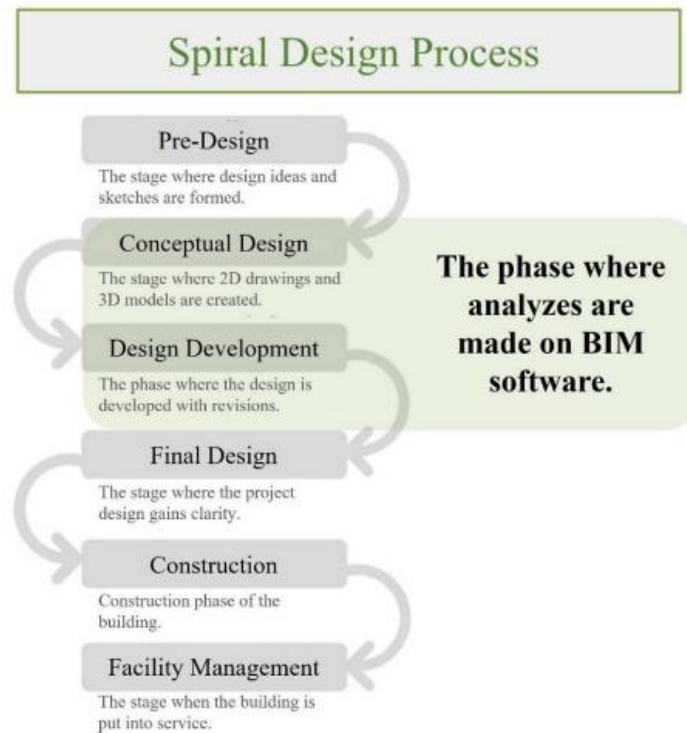 Spiral Design Process
Pre-Design
The stage where design ideas and
sketches are formed.
Conceptual Design
The stage where 2D drawings and
3D models are created.
The phase where
analyzes are
made on BIM
software.
Design Development
The phase where the design is
developed with revisions.
Final Design
The stage where the project
design gains clarity.
Construction
Construction phase of the
building.
Facility Management
The stage when the building is
put into service.